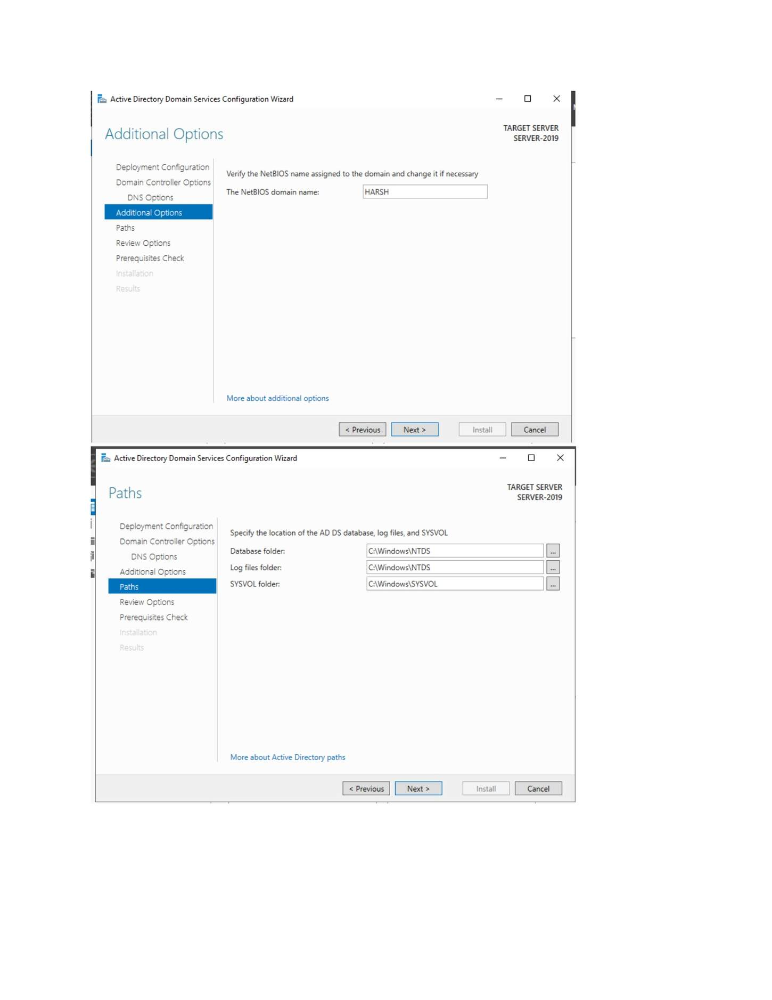 Active Directory Domain Services Configuration Wizard
Additional Options
TARGET SERVER
SERVER-2019
Deployment Configuration
Domain Controller Options
DNS Options
Additional Options
Paths
Review Options
Prerequisites Check
Installation
Results
Verify the NetBIOS name assigned to the domain and change it if necessary
The NetBIOS domain name: HARSH
More about additional options
< Previous Next > Install Cancel
Active Directory Domain Services Configuration Wizard
Paths
TARGET SERVER
SERVER-2019
Deployment Configuration
Domain Controller Options
DNS Options
Additional Options
Paths
Review Options
Prerequisites Check
Installation
Results
Specify the location of the AD DS database, log files, and SYSVOL
Database folder: C:\Windows\NTDS ...
Log files folder: C:\Windows\NTDS ...
SYSVOL folder: C:\Windows\SYSVOL ...
More about Active Directory paths
< Previous Next > Install Cancel